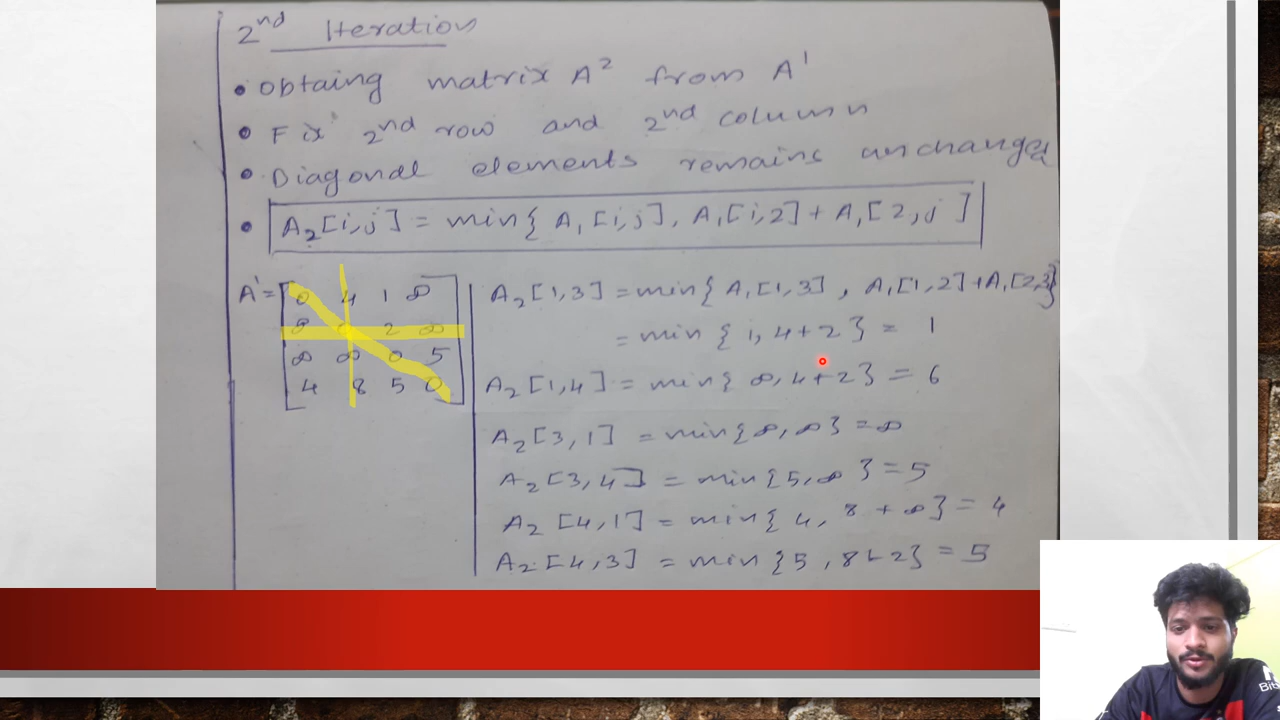 2nd Iteration
• obtaing matrix A² from A¹
• Fix 2nd row and 2nd column
• Diagonal elements remains unchanged
• A₂[i,j] = min{ A₁[i,j], A₁[i,2] + A₁[2,j]
A¹ = 0 4 1 ∞
8 0 2 ∞
∞ ∞ 0 5
4 8 5 0
A₂[1,3] = min{ A₁[1,3] , A₁[1,2]+A₁[2,3}
= min { 1, 4+2} = 1
A₂[1,4] = min{ ∞, 4+2} = 6
A₂[3,1] = min{∞, ∞} = ∞
A₂[3,4] = min{5,∞ } = 5
A₂ [4,1] = min{ 4, 8 + ∞} = 4
A₂ [4,3] = min {5 , 8+2} = 5
Bit